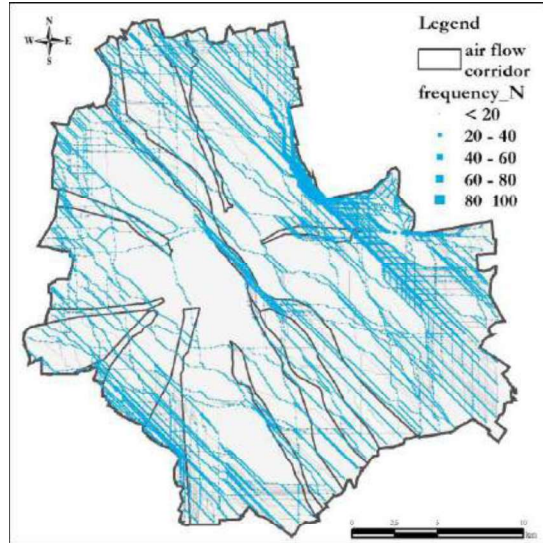 N
W E
S
Legend
air flow
corridor
frequency_N
< 20
20 - 40
40 - 60
60 - 80
80 100
0 2.5 5 10
km